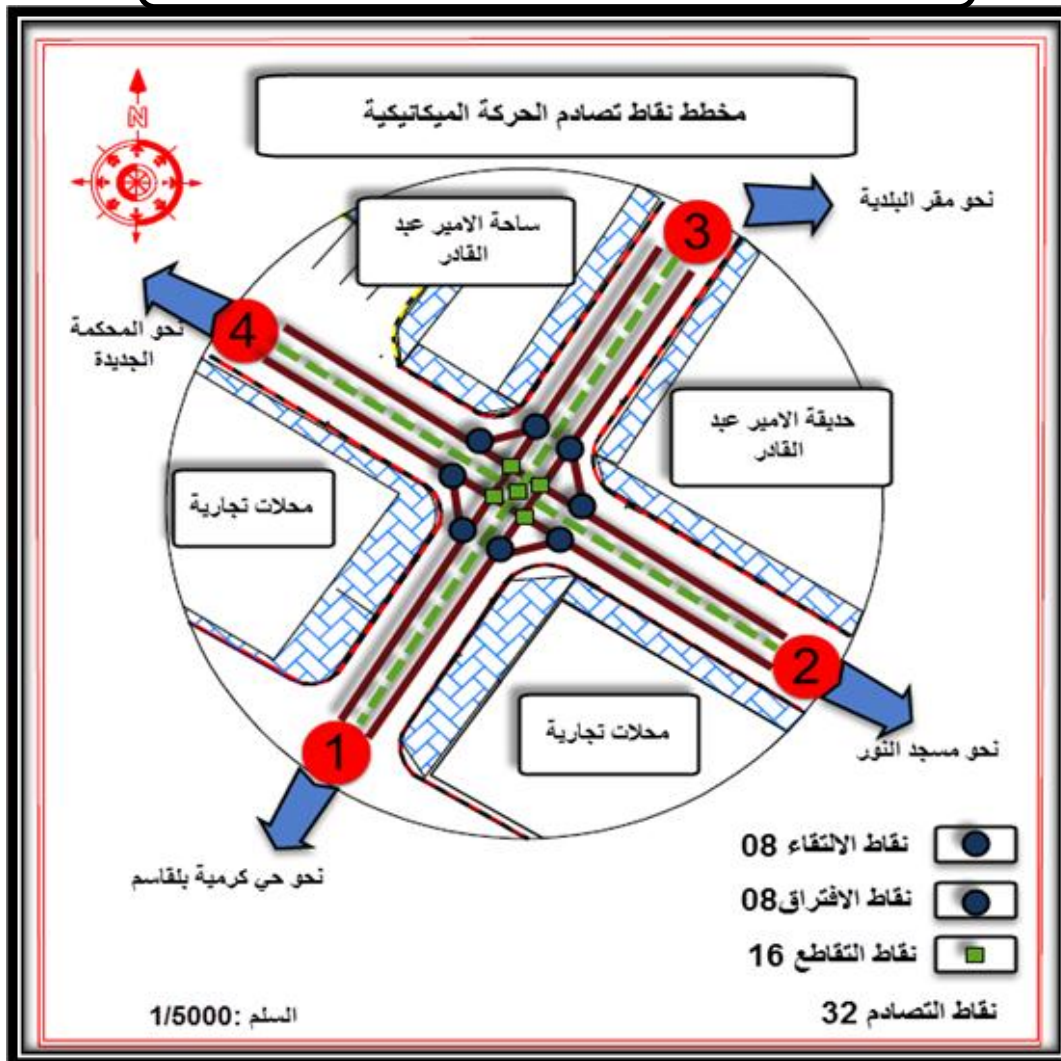 مخطط نقاط تصادم الحركة الميكانيكية
N
ساحة الامير عبد
القادر
3
نحو مقر البلدية
4
نحو المحكمة
الجديدة
حديقة الامير عبد
القادر
محلات تجارية
2
محلات تجارية
1
نحو مسجد النور
نحو حي كرمية بلقاسم
نقاط الالتقاء 08
نقاط الافتراق08
نقاط التقاطع 16
نقاط التصادم 32
السلم :1/5000